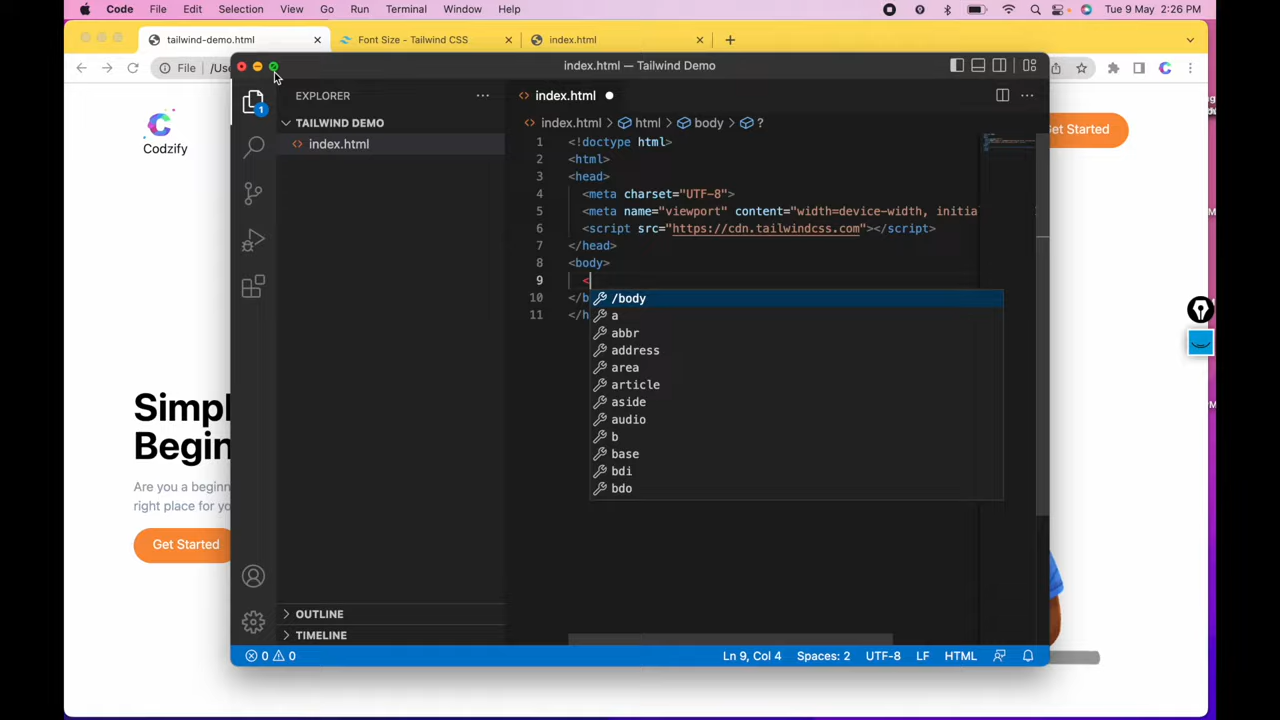 Code File Edit Selection View Go Run Terminal Window Help Tue 9 May 2:26 PM
tailwind-demo.html Font Size - Tailwind CSS index.html
File
index.html — Tailwind Demo
Codzify
Get Started
EXPLORER
1
TAILWIND DEMO
index.html
index.html
index.html > html > body > ?
1 <!doctype html>
2 <html>
3 <head>
4 <meta charset="UTF-8">
5 <meta name="viewport" content="width=device-width, initia
6 <script src="https://cdn.tailwindcss.com"></script>
7 </head>
8 <body>
9 <
10 </b
11 </h
/body
a
abbr
address
area
article
aside
audio
b
base
bdi
bdo
Simpl
Begin
Are you a beginn
right place for yo
Get Started
OUTLINE
TIMELINE
0 0 Ln 9, Col 4 Spaces: 2 UTF-8 LF HTML